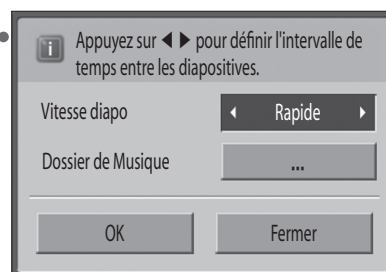 Appuyez sur ◄ ► pour définir l'intervalle de
temps entre les diapositives.
Vitesse diapo ◄ Rapide ►
Dossier de Musique ...
OK Fermer